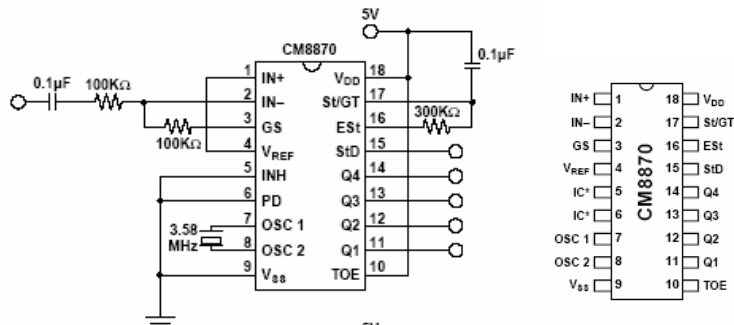 5V
CM8870
0.1µF
0.1µF
100KΩ
100KΩ
300KΩ
1 IN+
2 IN–
3 GS
4 VREF
5 INH
6 PD
7 OSC 1
8 OSC 2
9 VSS
3.58
MHz
VDD 18
St/GT 17
ESt 16
StD 15
Q4 14
Q3 13
Q2 12
Q1 11
TOE 10
CM8870
IN+ 1
IN– 2
GS 3
VREF 4
IC* 5
IC* 6
OSC 1 7
OSC 2 8
VSS 9
18 VDD
17 St/GT
16 ESt
15 StD
14 Q4
13 Q3
12 Q2
11 Q1
10 TOE